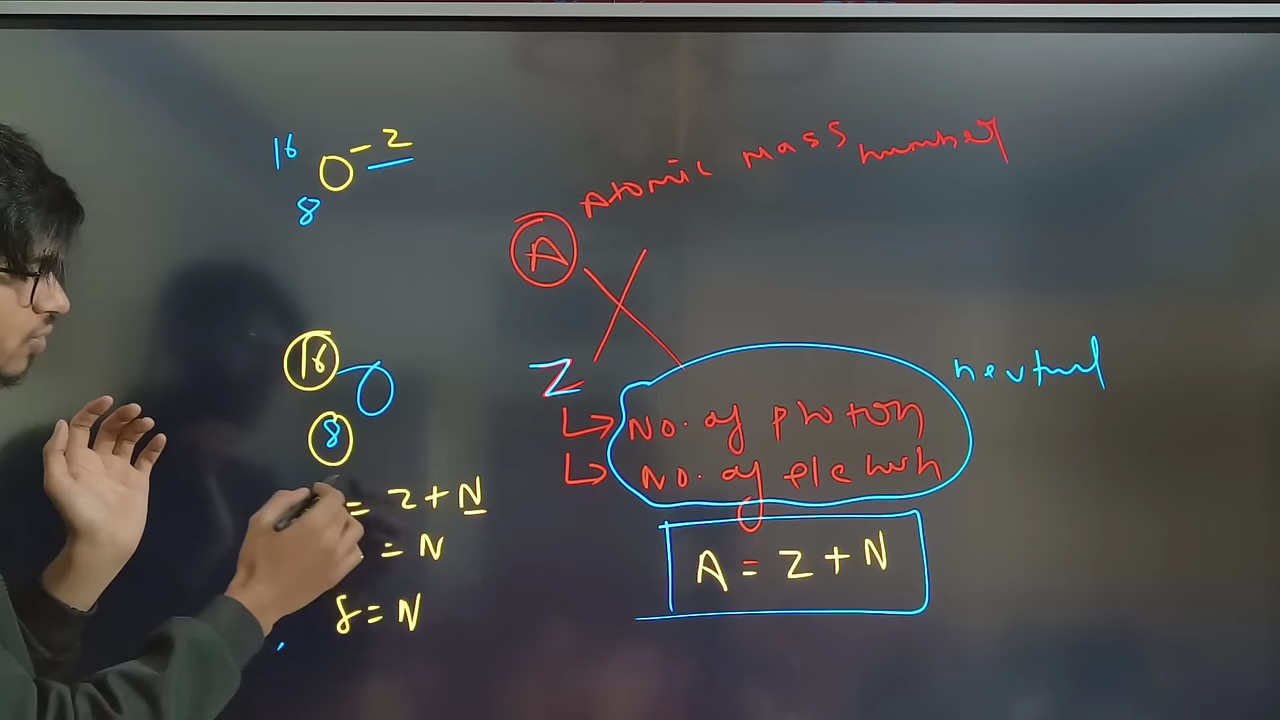 16 O -2
8
Atomic mass number
A
X
Z
neutral
16 O
8
No. of photon
No. of electron
= Z + N
= N
8 = N
A = Z + N